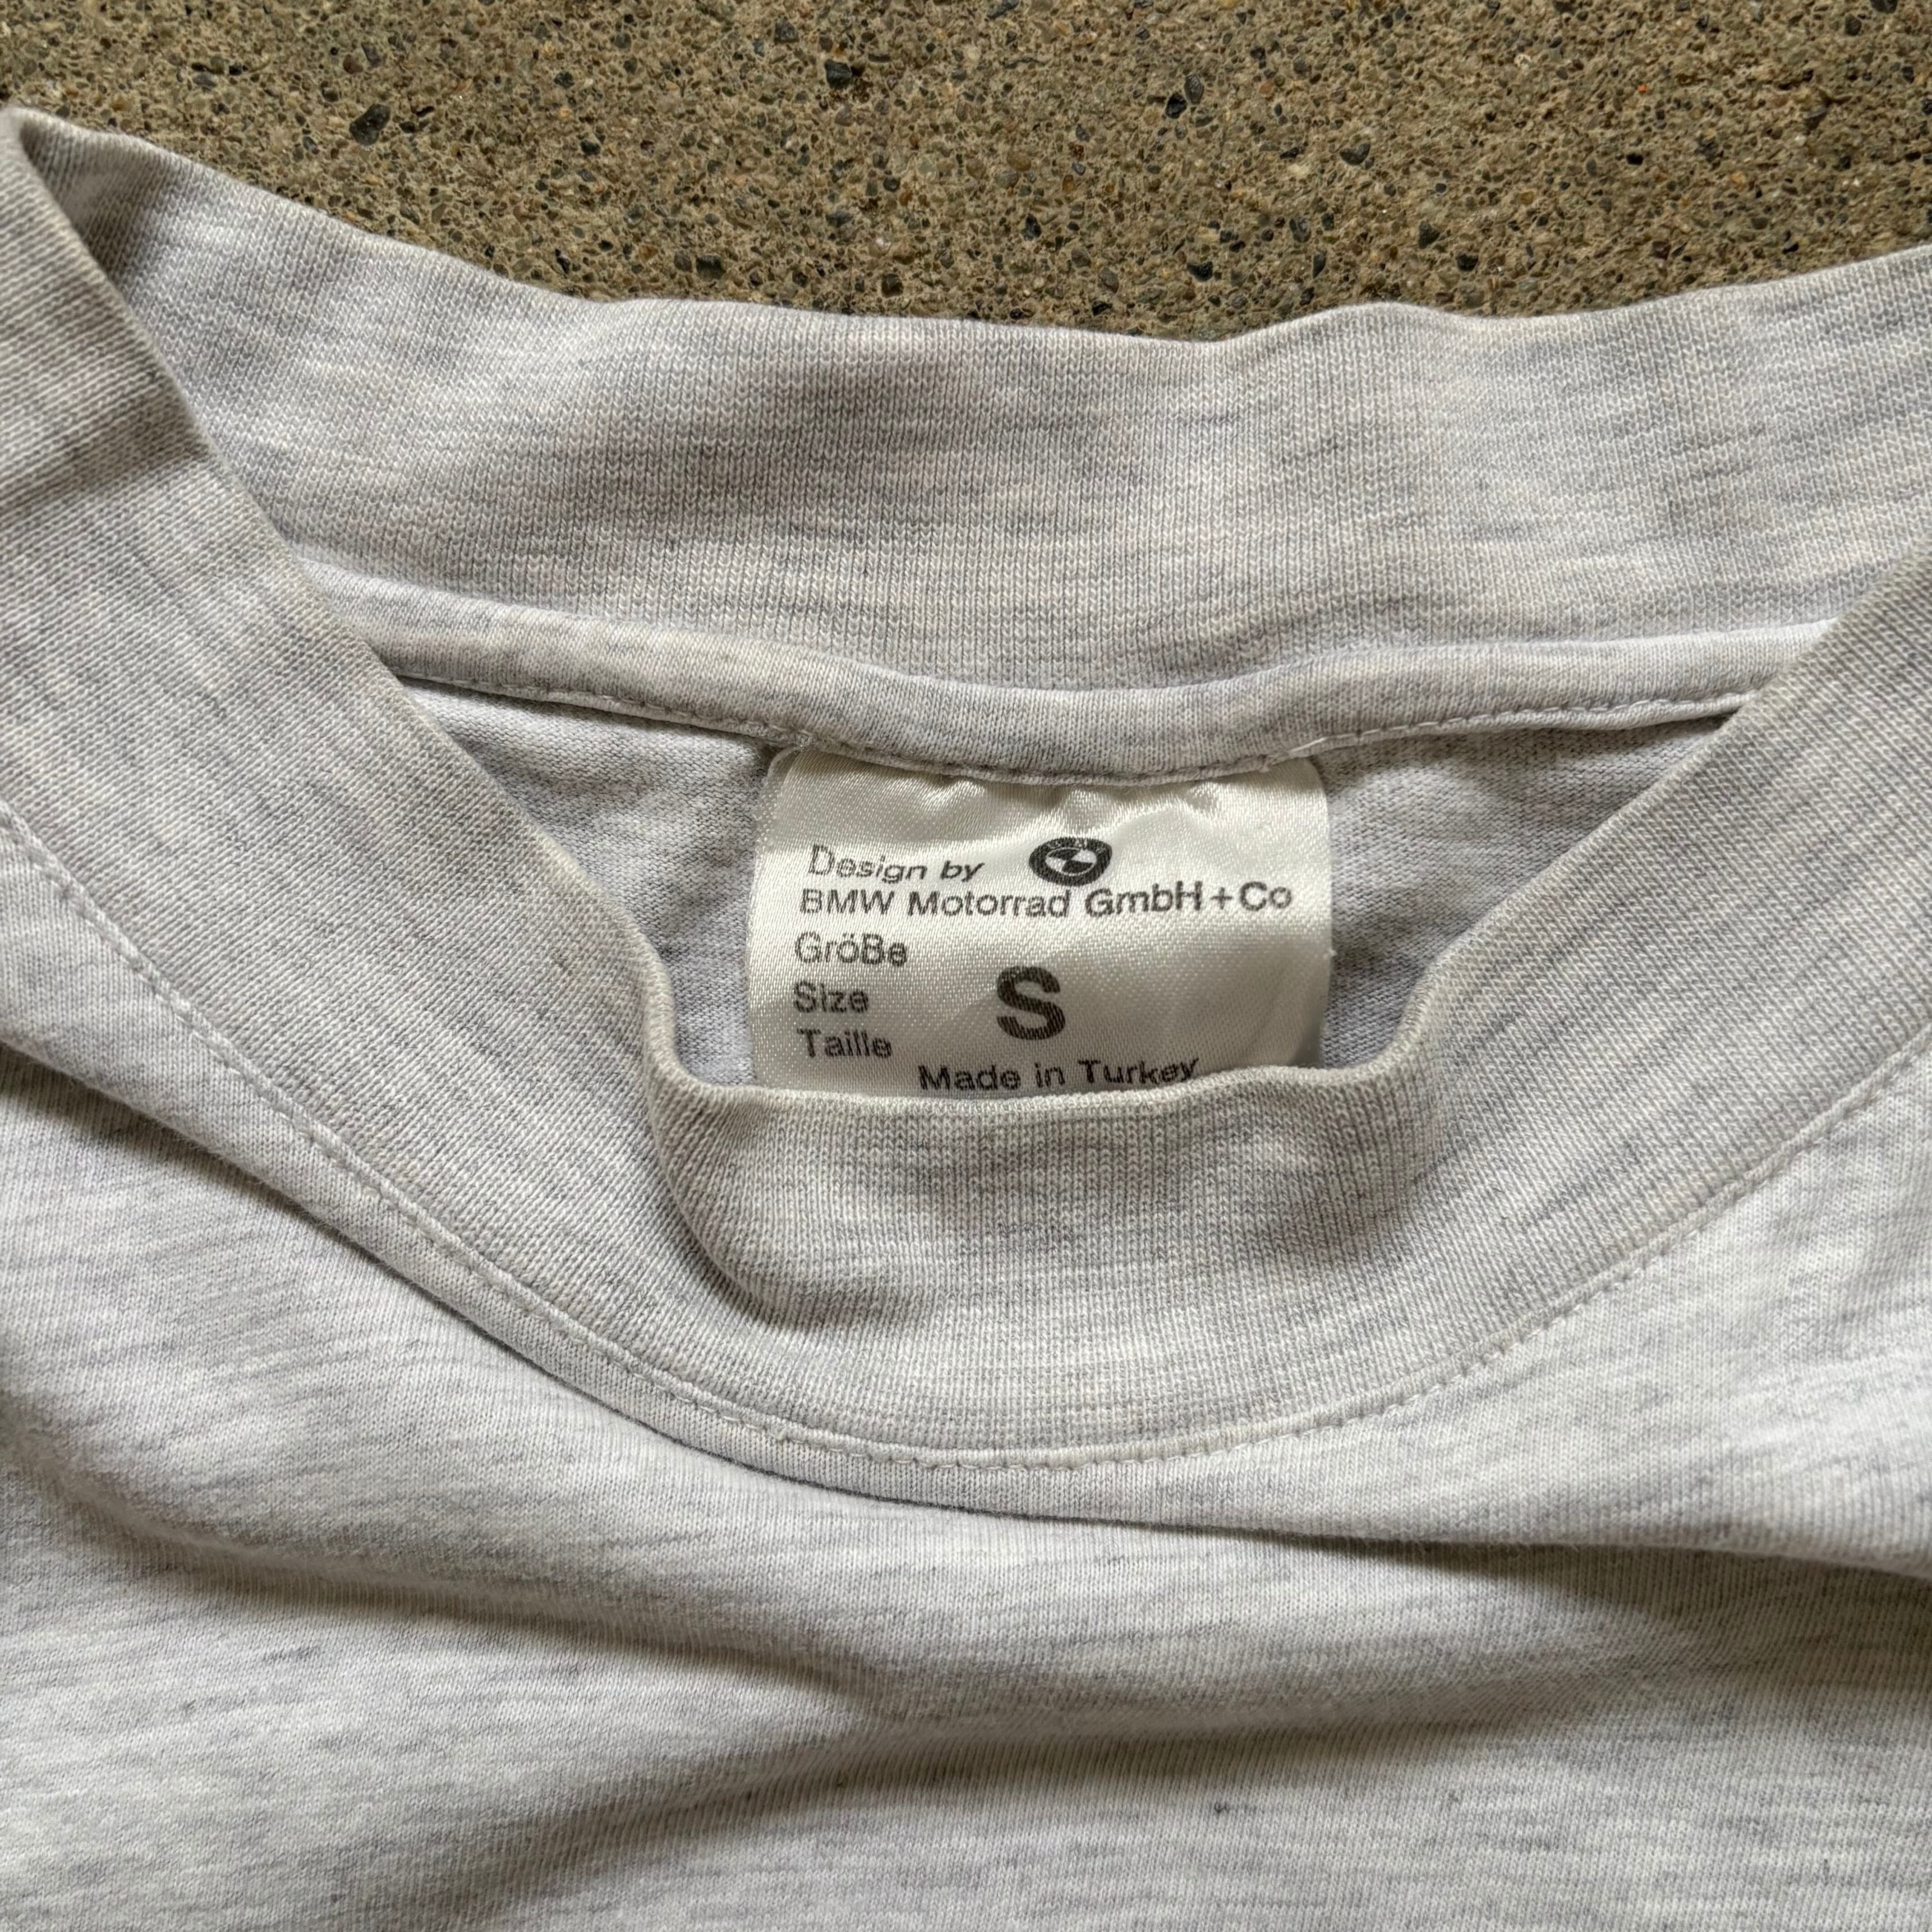 Design by
BMW Motorrad GmbH+Co
Größe
Size
Taille
S
Made in Turkey